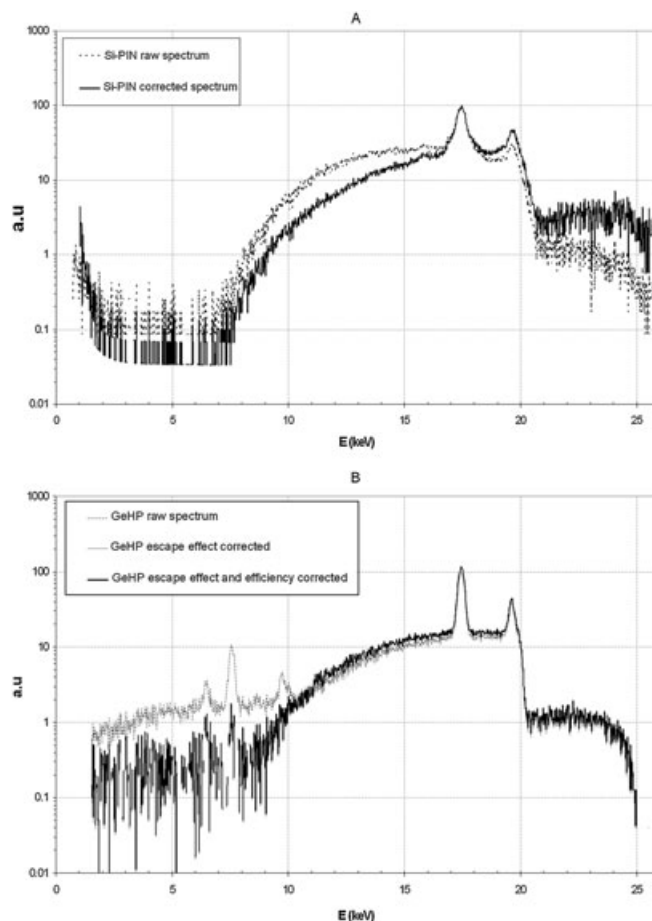 A
1000
Si-PIN raw spectrum
Si-PIN corrected spectrum
100
10
a.u
1
0.1
0.01
0 5 10 15 20 25
E (keV)
B
1000
GeHP raw spectrum
GeHP escape effect corrected
GeHP escape effect and efficiency corrected
100
10
a.u
1
0.1
0.01
0 5 10 15 20 25
E (keV)